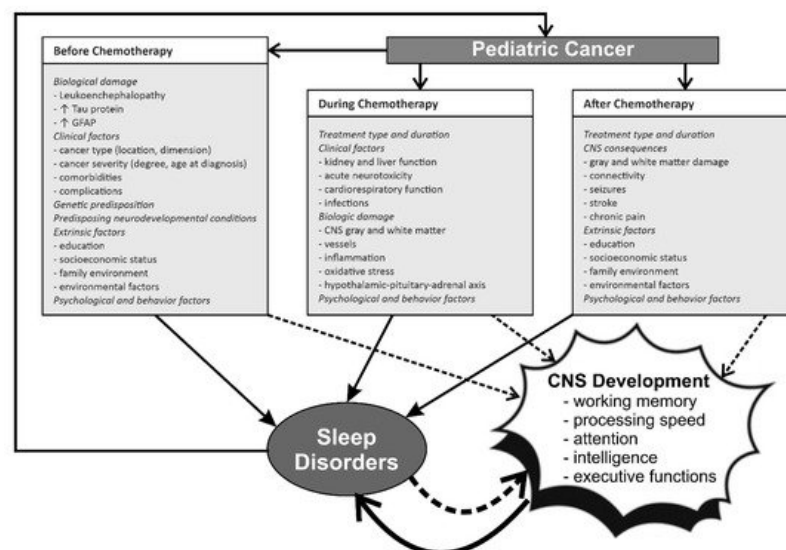 Pediatric Cancer
Before Chemotherapy
Biological damage
- Leukoenchephalopathy
- ↑ Tau protein
- ↑ GFAP
Clinical factors
- cancer type (location, dimension)
- cancer severity (degree, age at diagnosis)
- comorbidities
- complications
Genetic predisposition
Predisposing neurodevelopmental conditions
Extrinsic factors
- education
- socioeconomic status
- family environment
- environmental factors
Psychological and behavior factors
During Chemotherapy
Treatment type and duration
Clinical factors
- kidney and liver function
- acute neurotoxicity
- cardiorespiratory function
- infections
Biologic damage
- CNS gray and white matter
- vessels
- inflammation
- oxidative stress
- hypothalamic-pituitary-adrenal axis
Psychological and behavior factors
After Chemotherapy
Treatment type and duration
CNS consequences
- gray and white matter damage
- connectivity
- seizures
- stroke
- chronic pain
Extrinsic factors
- education
- socioeconomic status
- family environment
- environmental factors
Psychological and behavior factors
Sleep
Disorders
CNS Development
- working memory
- processing speed
- attention
- intelligence
- executive functions